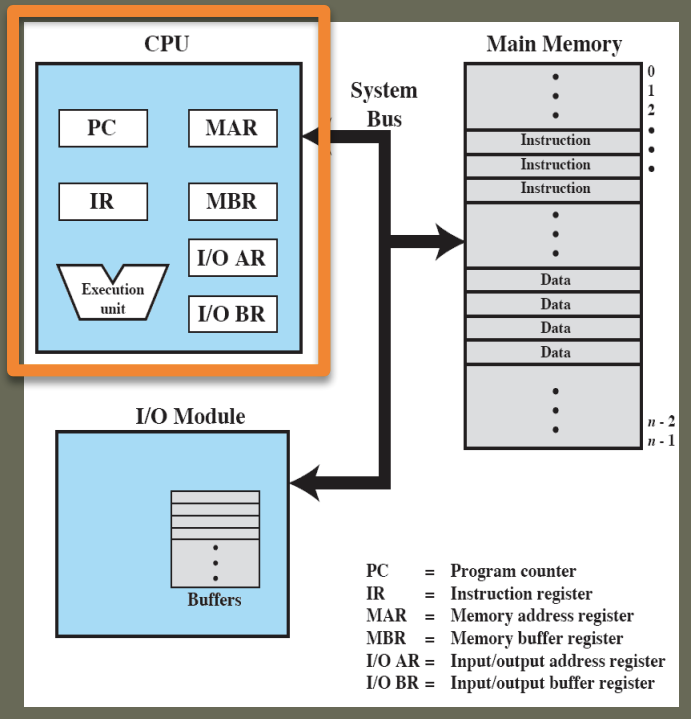 CPU
PC
MAR
IR
MBR
I/O AR
Execution
unit
I/O BR
System
Bus
Main Memory
0
1
2
Instruction
Instruction
Instruction
Data
Data
Data
Data
n - 2
n - 1
I/O Module
Buffers
PC = Program counter
IR = Instruction register
MAR = Memory address register
MBR = Memory buffer register
I/O AR = Input/output address register
I/O BR = Input/output buffer register